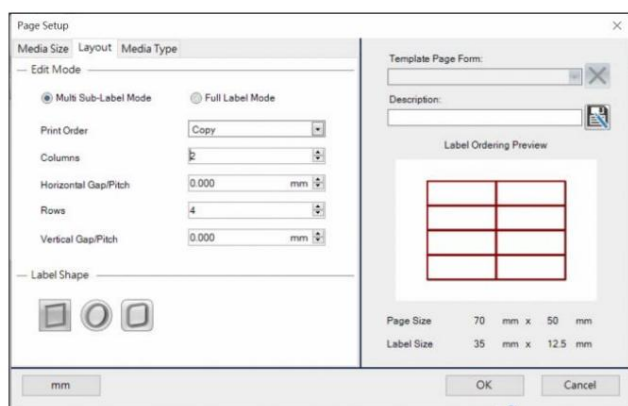 Page Setup
Media Size Layout Media Type
Edit Mode
Multi Sub-Label Mode Full Label Mode
Print Order Copy
Columns 2
Horizontal Gap/Pitch 0.000 mm
Rows 4
Vertical Gap/Pitch 0.000 mm
Label Shape
mm
Template Page Form:
Description:
Label Ordering Preview
Page Size 70 mm x 50 mm
Label Size 35 mm x 12.5 mm
OK Cancel